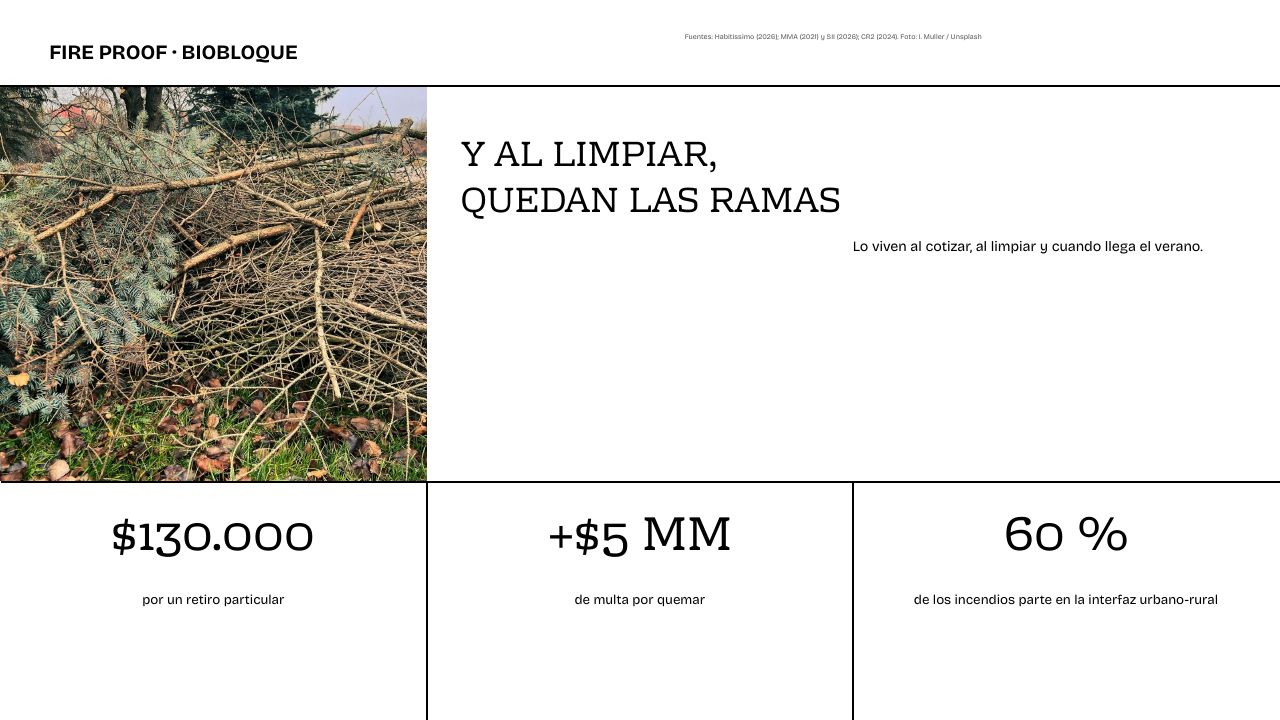 FIRE PROOF · BIOBLOQUE
Fuentes: Habitissimo (2026); MMA (2021) y SII (2026); CR2 (2024). Foto: I. Muller / Unsplash
Y AL LIMPIAR,
QUEDAN LAS RAMAS
Lo viven al cotizar, al limpiar y cuando llega el verano.
$130.000
por un retiro particular
+$5 MM
de multa por quemar
60 %
de los incendios parte en la interfaz urbano-rural